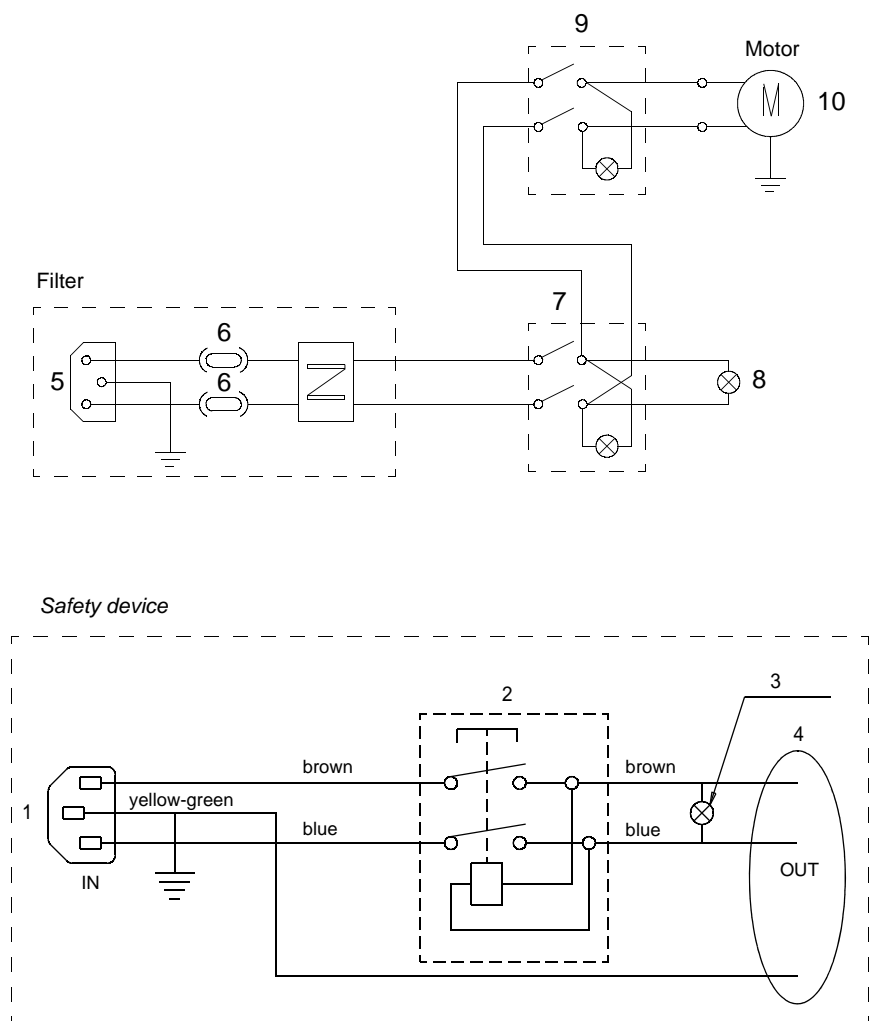 9
Motor
10
Filter
7
6
5
6
8
Safety device
3
2
4
brown
brown
yellow-green
1
blue
blue
OUT
IN